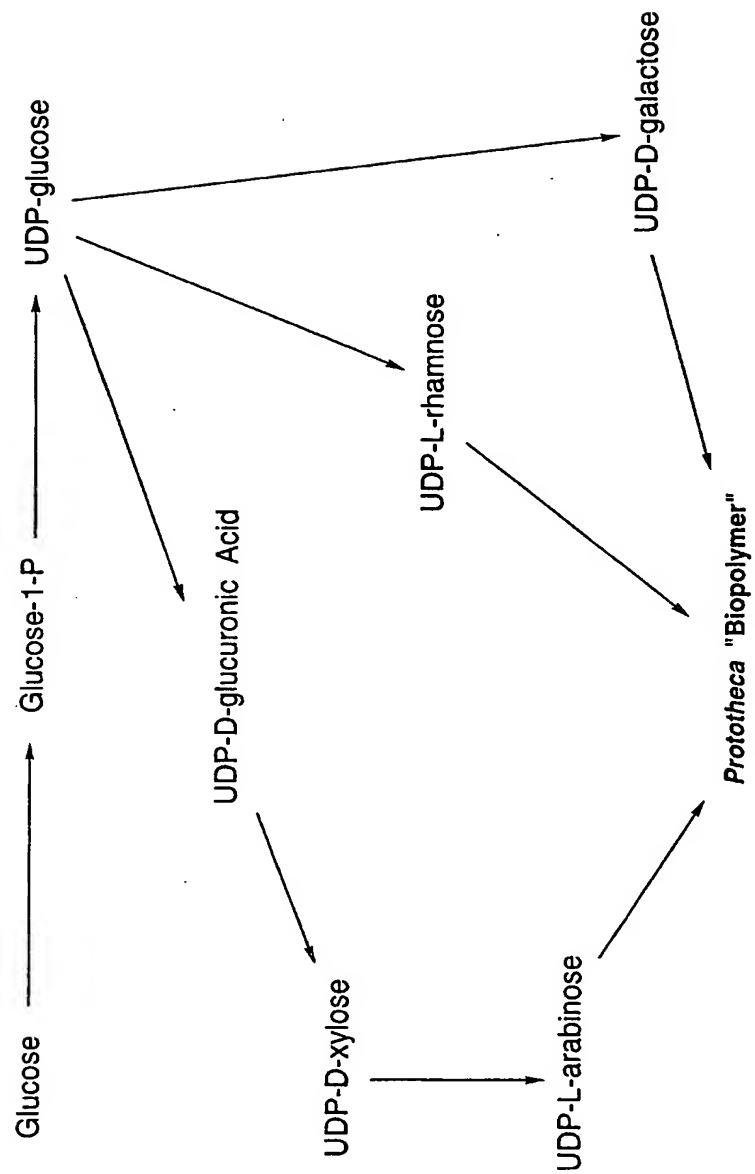 Glucose
Glucose-1-P
UDP-glucose
UDP-D-glucuronic Acid
UDP-D-xylose
UDP-L-rhamnose
UDP-L-arabinose
UDP-D-galactose
Prototheca "Biopolymer"